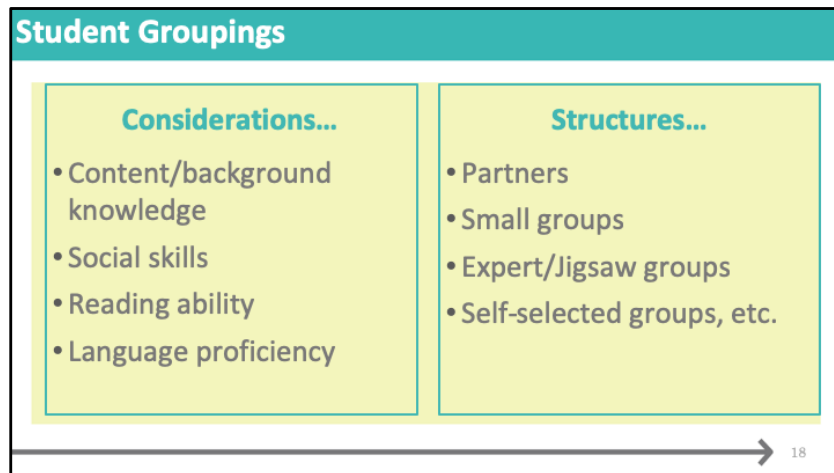 Student Groupings
Considerations...
• Content/background
knowledge
• Social skills
• Reading ability
• Language proficiency
Structures...
• Partners
• Small groups
• Expert/Jigsaw groups
• Self-selected groups, etc.
18